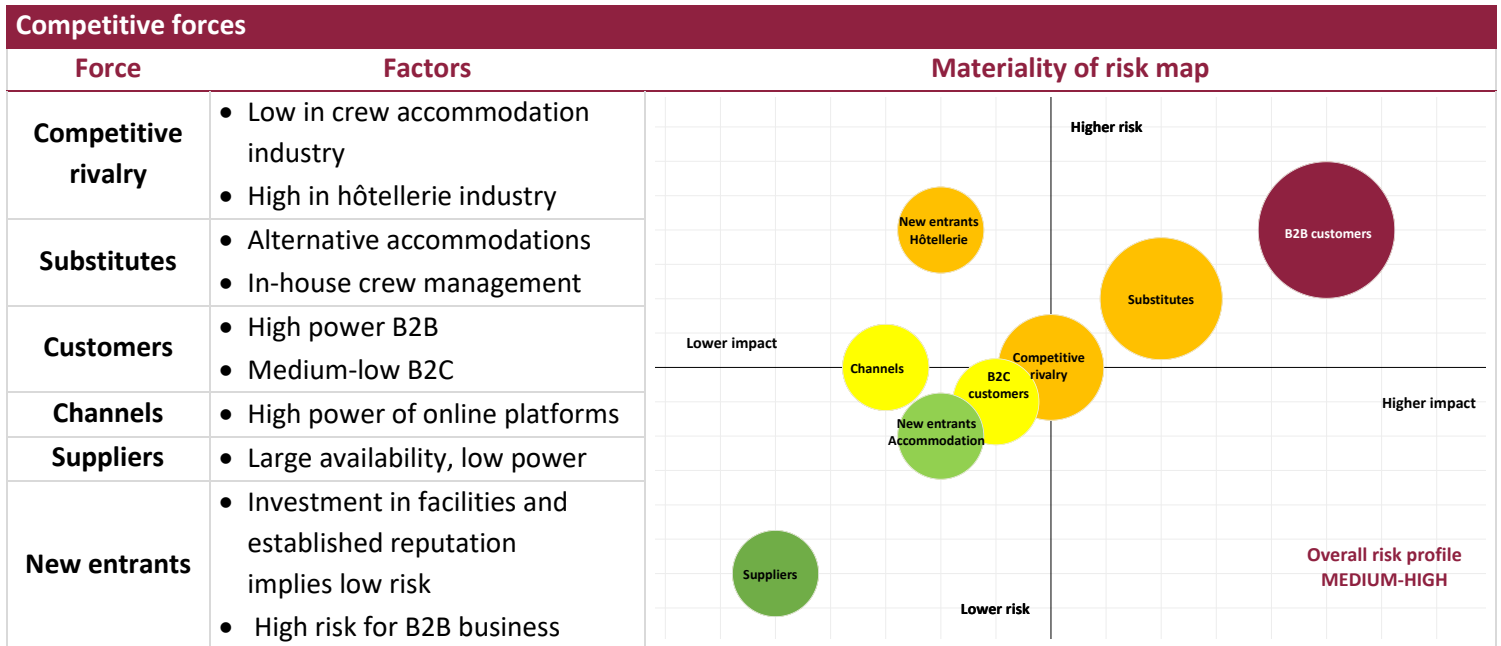 Competitive forces
Force
Factors
Materiality of risk map
Competitive
rivalry
• Low in crew accommodation
industry
• High in hôtellerie industry
Substitutes
• Alternative accommodations
• In-house crew management
Customers
• High power B2B
• Medium-low B2C
Channels
• High power of online platforms
Suppliers
• Large availability, low power
New entrants
• Investment in facilities and
established reputation
implies low risk
• High risk for B2B business
Higher risk
New entrants
Hôtellerie
B2B customers
Substitutes
Lower impact
Channels
Competitive
rivalry
B2C
customers
Higher impact
New entrants
Accommodation
Suppliers
Lower risk
Overall risk profile
MEDIUM-HIGH